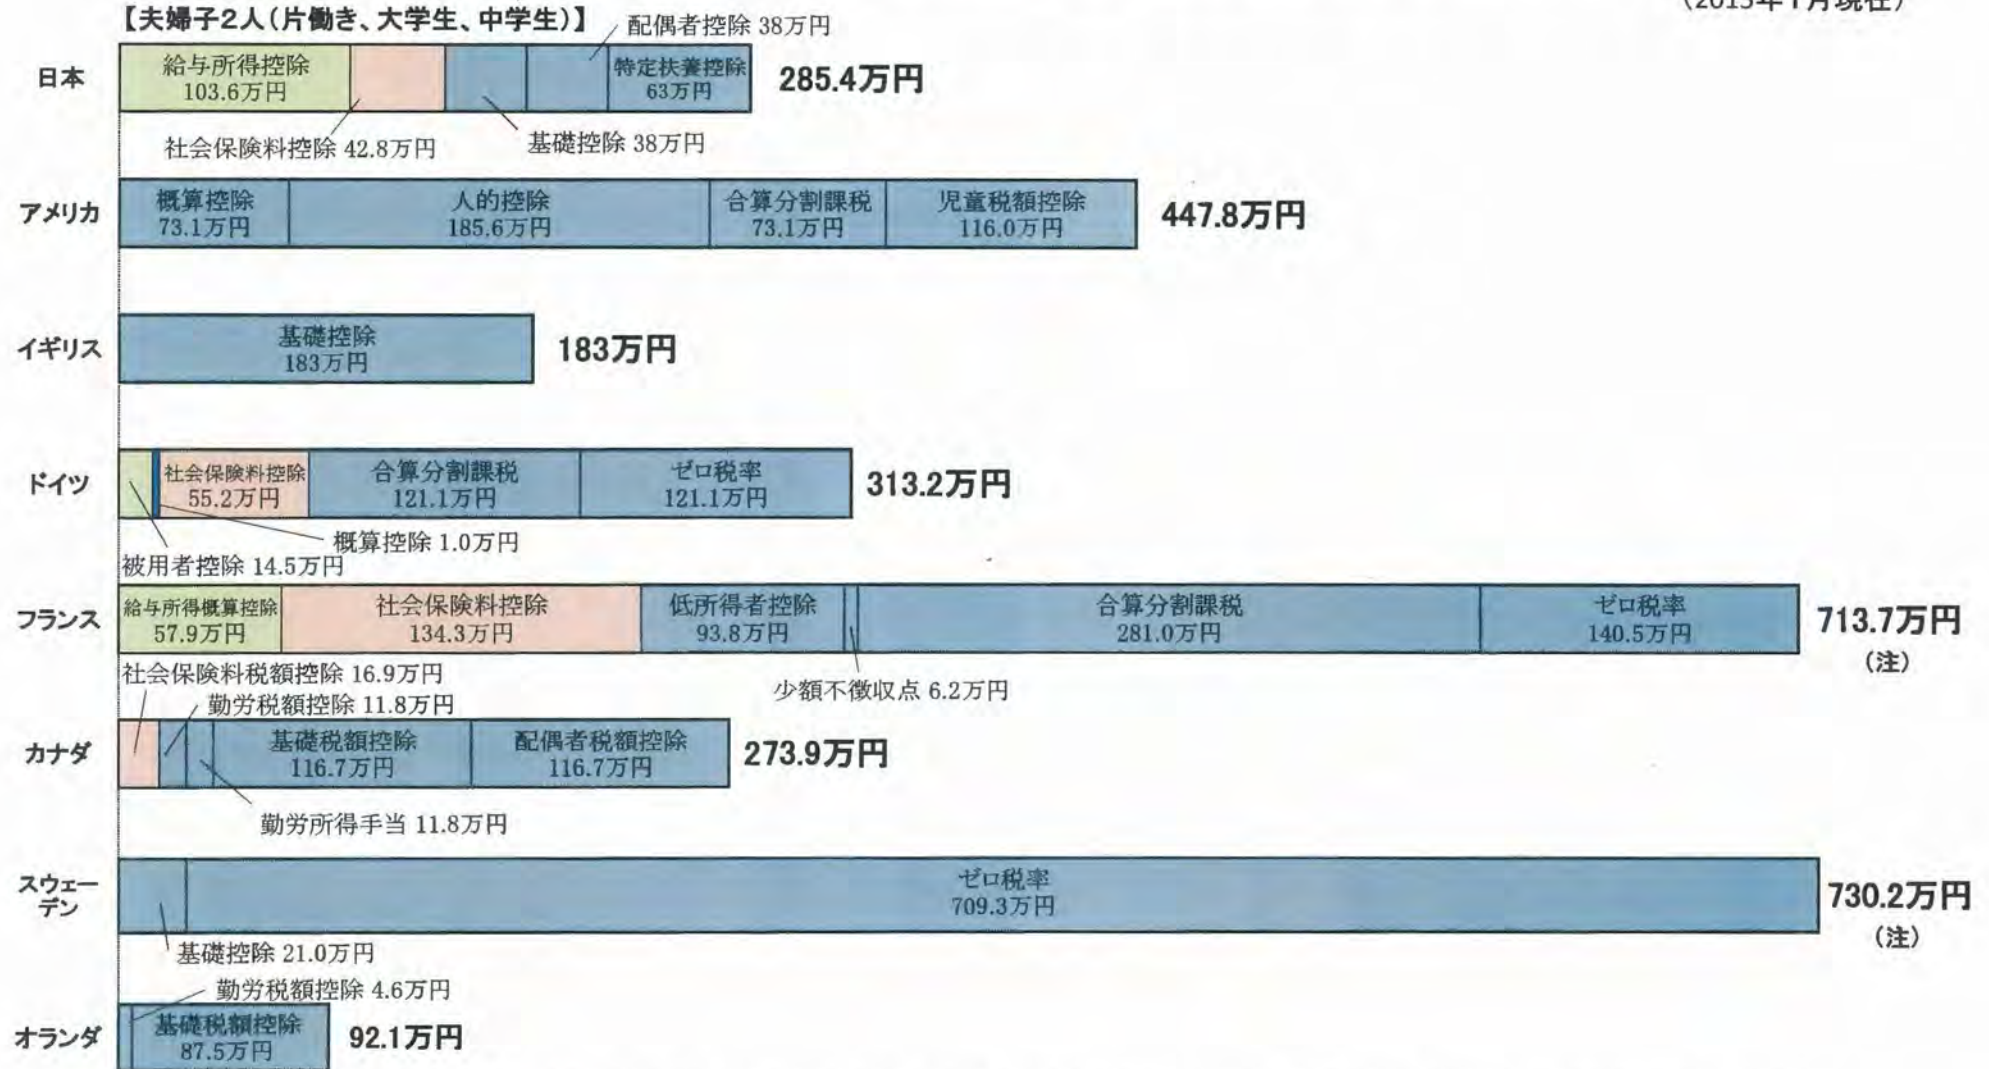 （2015年1月現在）
【夫婦子2人（片働き、大学生、中学生）】
配偶者控除 38万円
日本
給与所得控除
103.6万円
特定扶養控除
63万円
285.4万円
社会保険料控除 42.8万円
基礎控除 38万円
アメリカ
概算控除
73.1万円
人的控除
185.6万円
合算分割課税
73.1万円
児童税額控除
116.0万円
447.8万円
イギリス
基礎控除
183万円
183万円
ドイツ
社会保険料控除
55.2万円
合算分割課税
121.1万円
ゼロ税率
121.1万円
313.2万円
概算控除 1.0万円
被用者控除 14.5万円
フランス
給与所得概算控除
57.9万円
社会保険料控除
134.3万円
低所得者控除
93.8万円
合算分割課税
281.0万円
ゼロ税率
140.5万円
713.7万円
（注）
社会保険料税額控除 16.9万円
少額不徴収点 6.2万円
勤労税額控除 11.8万円
カナダ
基礎税額控除
116.7万円
配偶者税額控除
116.7万円
273.9万円
勤労所得手当 11.8万円
スウェー
デン
ゼロ税率
709.3万円
730.2万円
（注）
基礎控除 21.0万円
勤労税額控除 4.6万円
オランダ
基礎税額控除
87.5万円
92.1万円